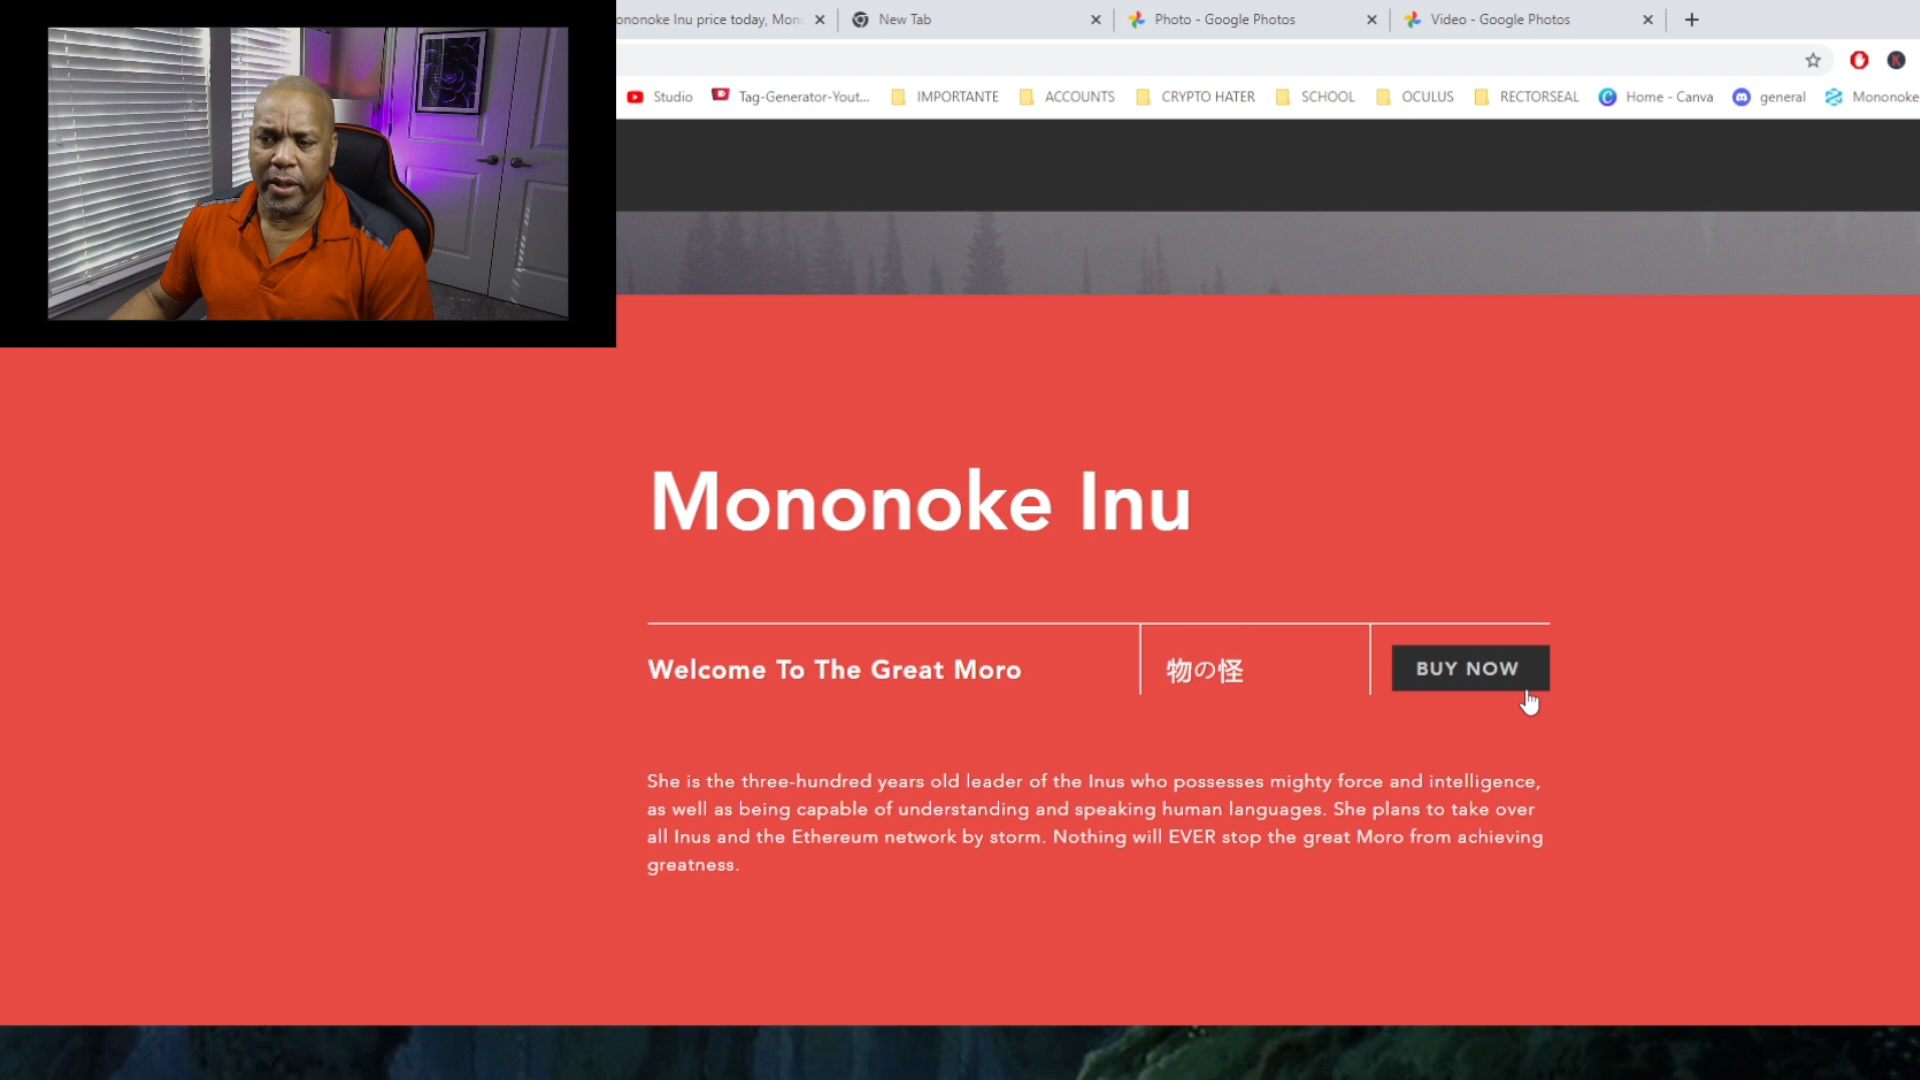 ononoke Inu price today, Mon
New Tab
Photo - Google Photos
Video - Google Photos
Studio
Tag-Generator-Yout...
IMPORTANTE
ACCOUNTS
CRYPTO HATER
SCHOOL
OCULUS
RECTORSEAL
Home - Canva
general
Mononoke
Mononoke Inu
Welcome To The Great Moro
物の怪
BUY NOW
She is the three-hundred years old leader of the Inus who possesses mighty force and intelligence,
as well as being capable of understanding and speaking human languages. She plans to take over
all Inus and the Ethereum network by storm. Nothing will EVER stop the great Moro from achieving
greatness.